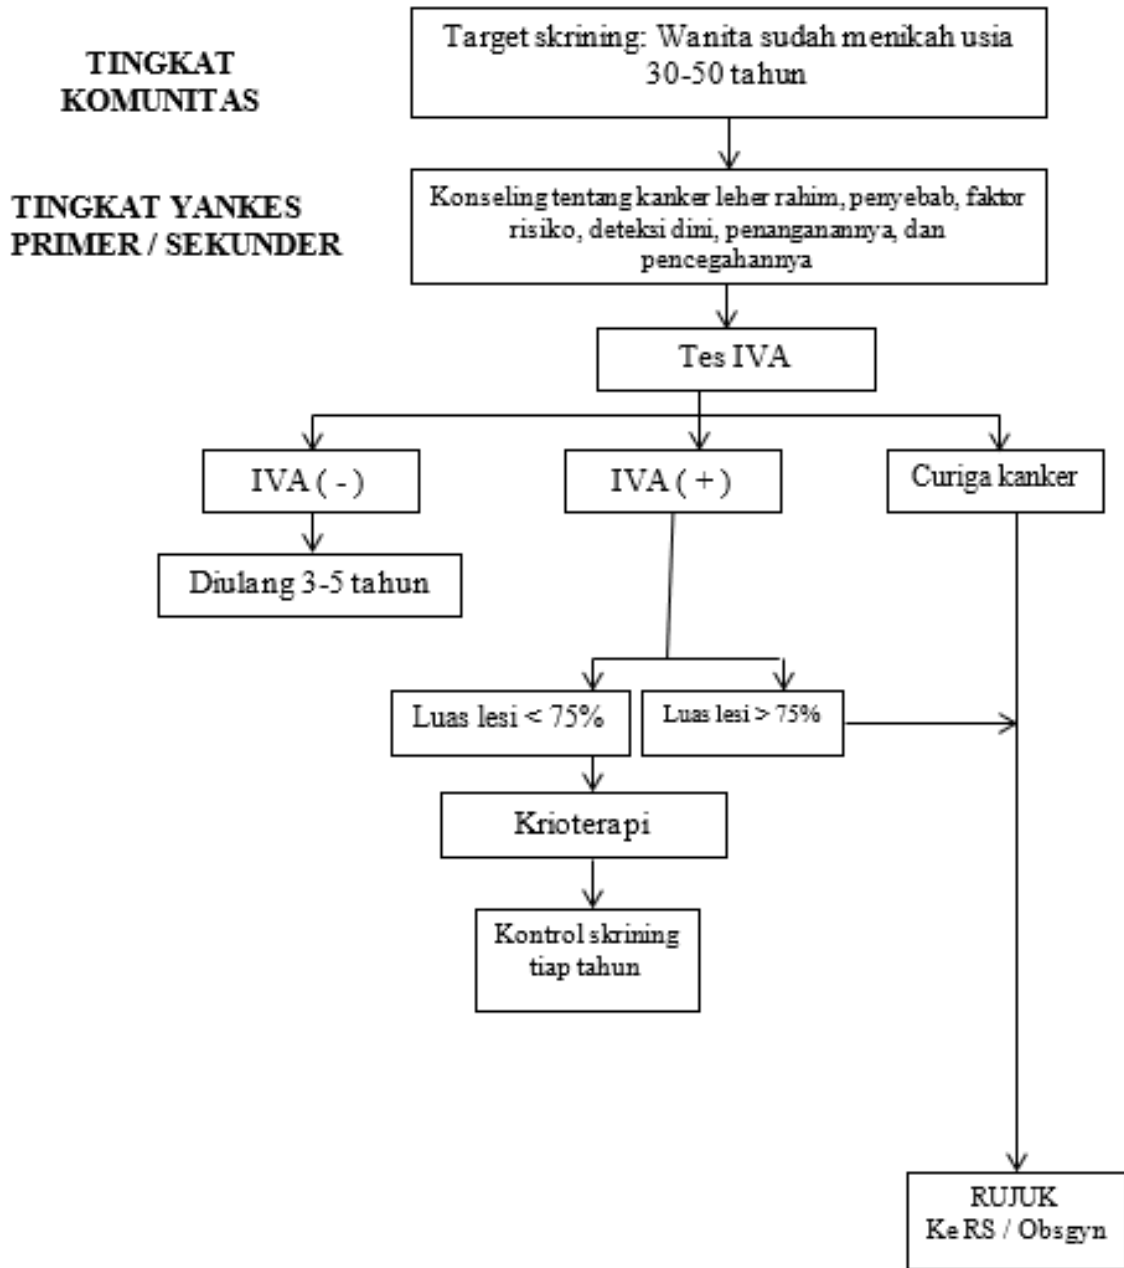 TINGKAT
KOMUNITAS
Target skrining: Wanita sudah menikah usia
30-50 tahun
TINGKAT YANKES
PRIMER / SEKUNDER
Konseling tentang kanker leher rahim, penyebab, faktor
risiko, deteksi dini, penanganannya, dan
pencegahannya
Tes IVA
IVA ( - )
IVA ( + )
Curiga kanker
Diulang 3-5 tahun
Luas lesi < 75%
Luas lesi > 75%
Krioterapi
Kontrol skrining
tiap tahun
RUJUK
Ke RS / Obsgyn